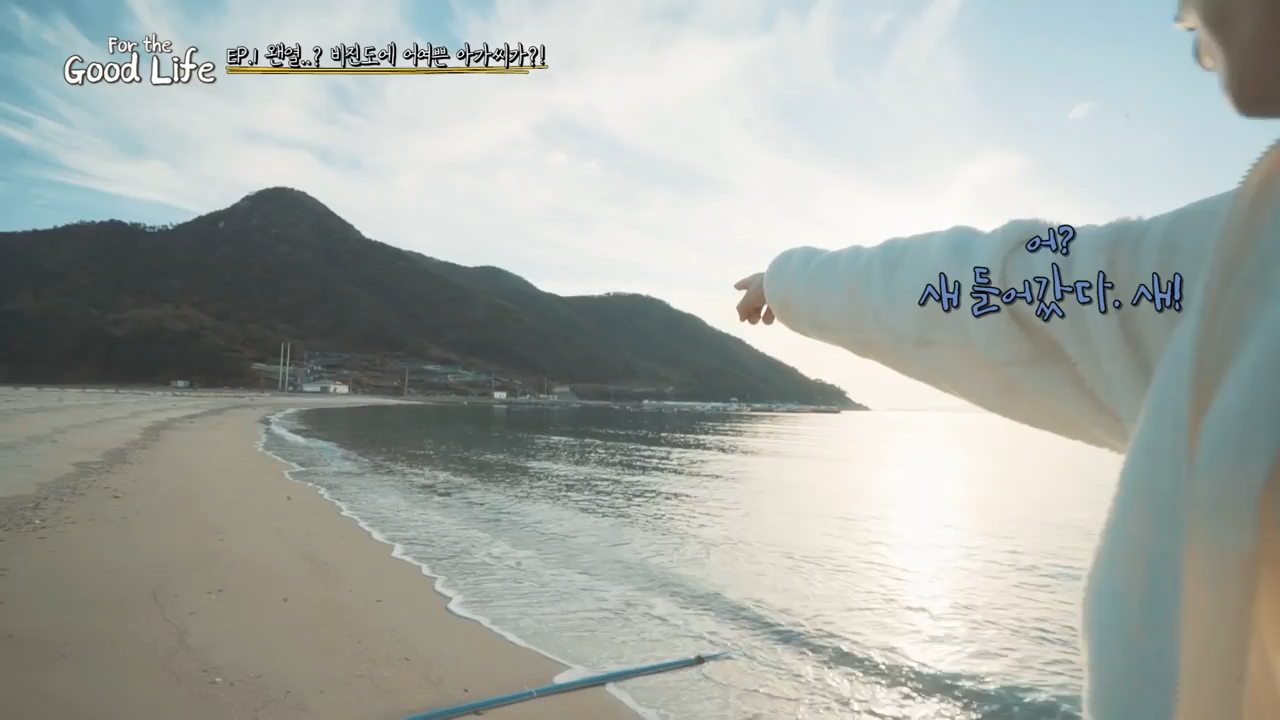 For the
Good Life
EP.1 웬열..? 비진도에 어여쁜 아가씨가?!
어?
새 들어갔다. 새!